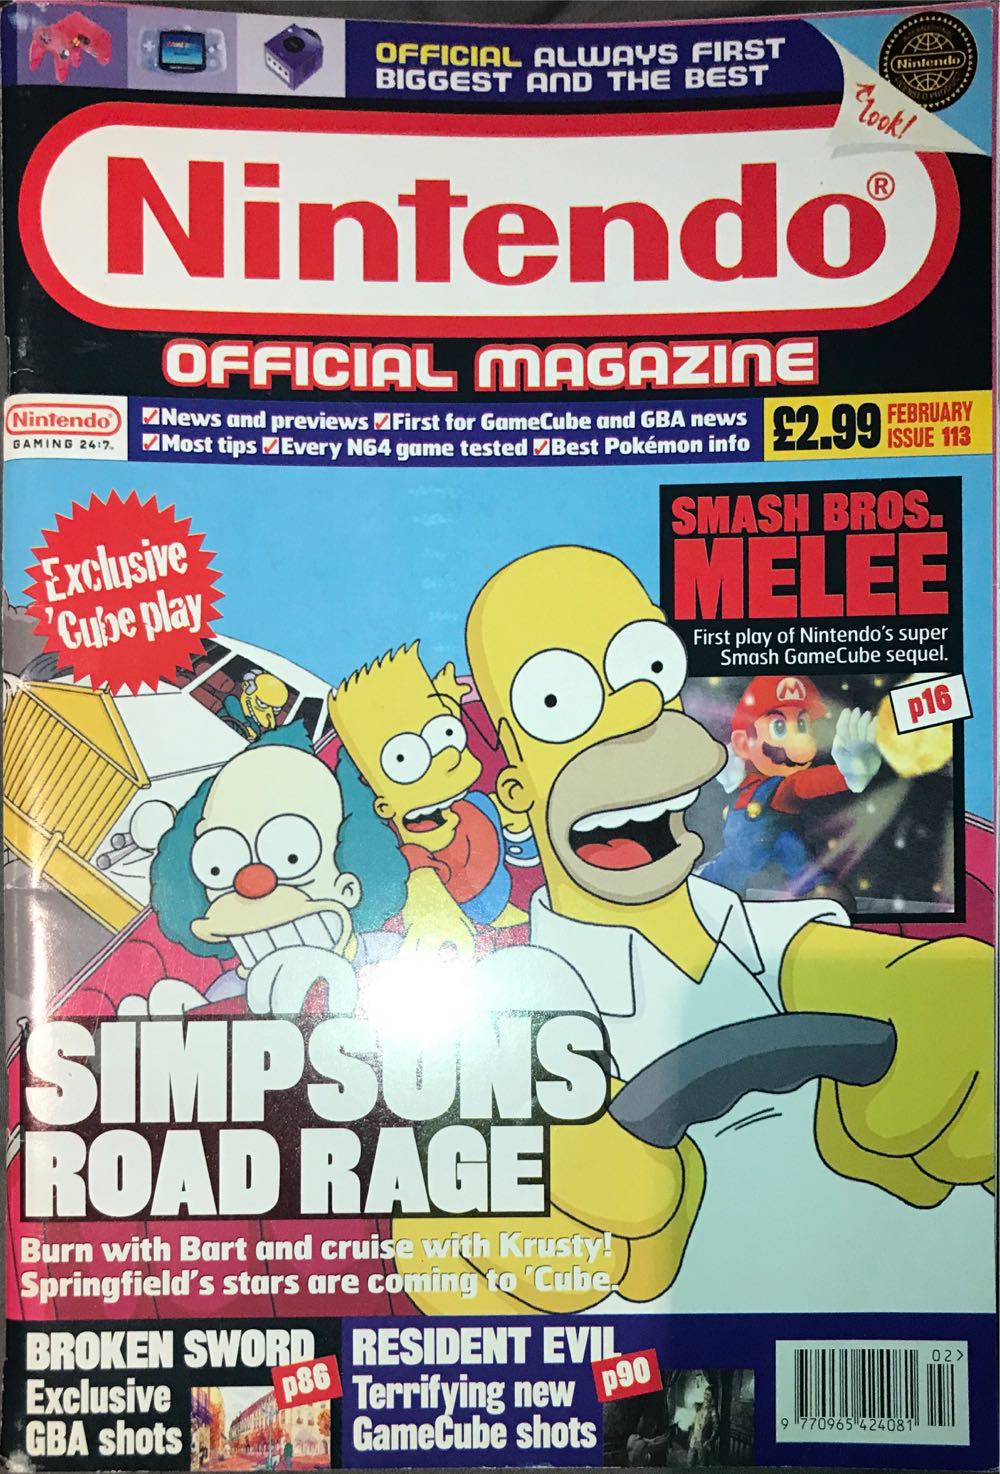 OFFICIAL ALWAYS FIRST
BIGGEST AND THE BEST
Nintendo
look!
Nintendo®
OFFICIAL MAGAZINE
Nintendo®
GAMING 24:7™
News and previews First for GameCube and GBA news
Most tips Every N64 game tested Best Pokémon info
£2.99
FEBRUARY
ISSUE 113
Exclusive
'Cube play
SMASH BROS.
MELEE
First play of Nintendo's super
Smash GameCube sequel.
p16
M
SIMPSONS
ROAD RAGE
Burn with Bart and cruise with Krusty!
Springfield's stars are coming to 'Cube.
BROKEN SWORD
Exclusive
GBA shots
p86
RESIDENT EVIL
Terrifying new
GameCube shots
p90
02>
9 770965 424081